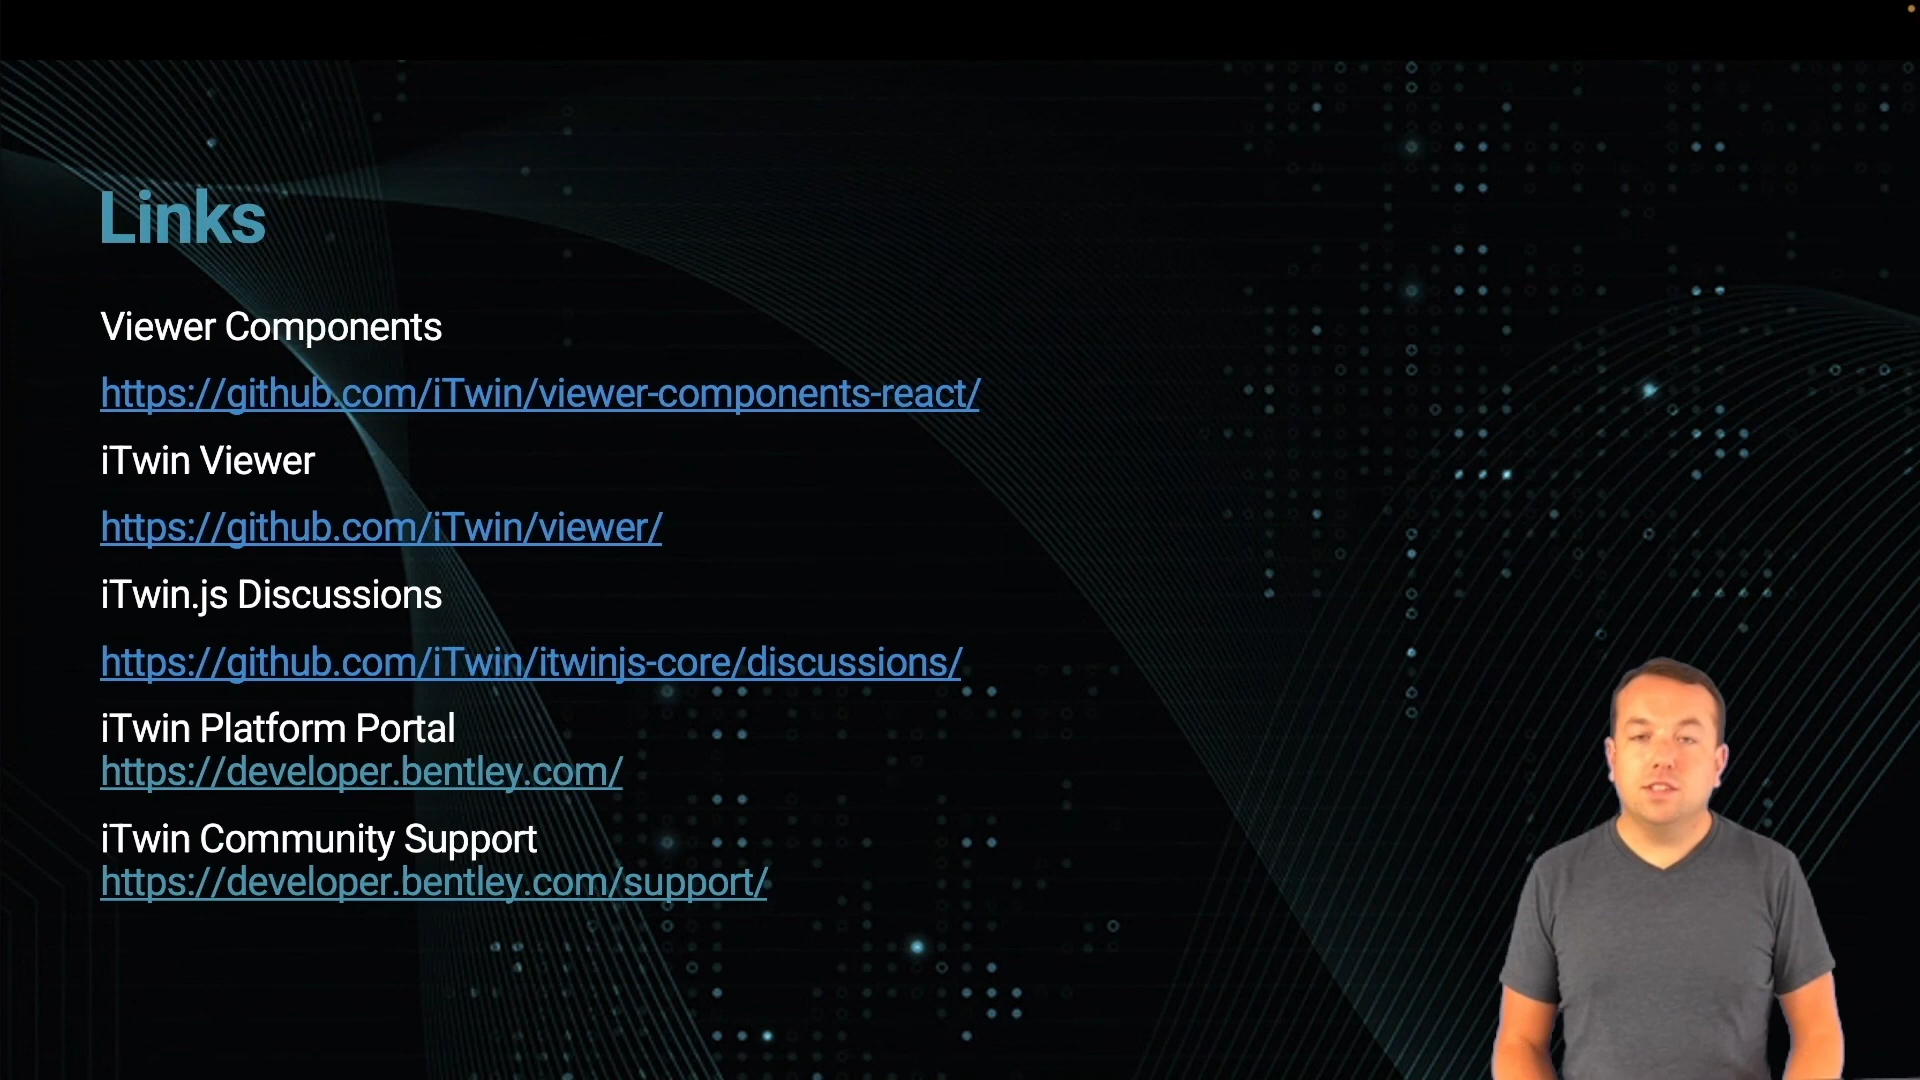 Links
Viewer Components
https://github.com/iTwin/viewer-components-react/
iTwin Viewer
https://github.com/iTwin/viewer/
iTwin.js Discussions
https://github.com/iTwin/itwinjs-core/discussions/
iTwin Platform Portal
https://developer.bentley.com/
iTwin Community Support
https://developer.bentley.com/support/